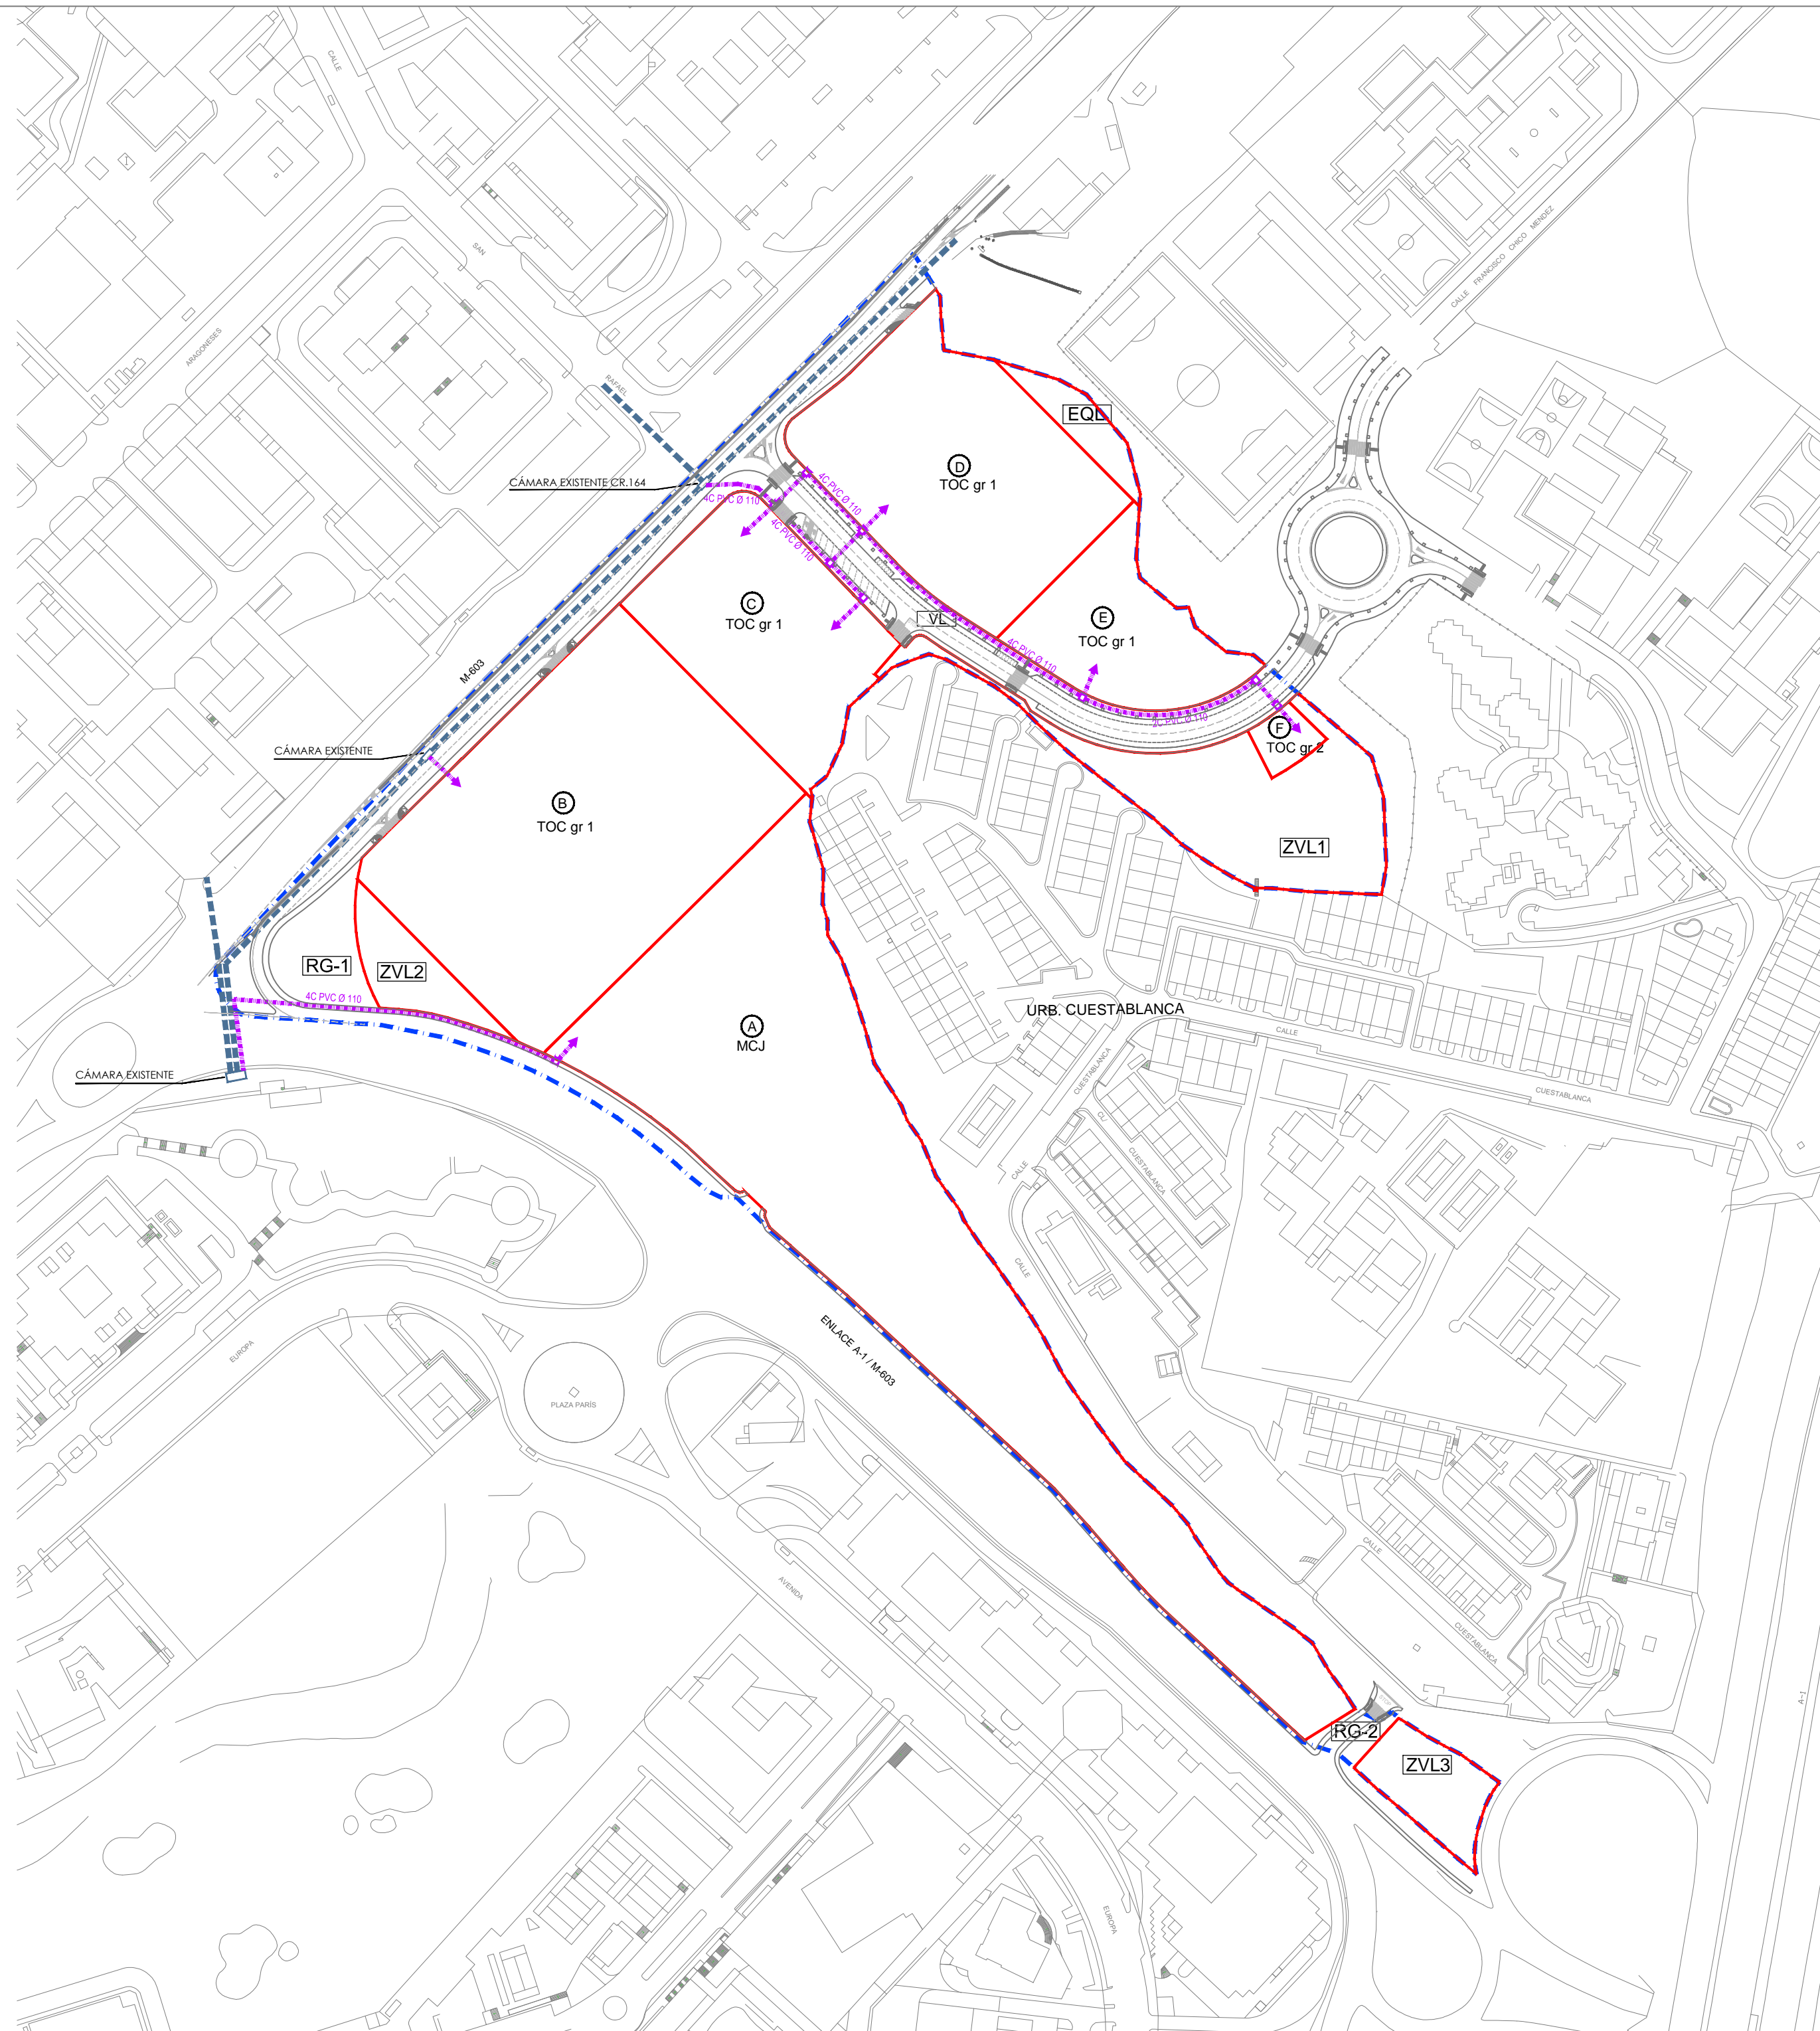 CALLE
SAN
ARAGONESES
RAFAEL
CALLE FRANCISCO CHICO MENDEZ
EQL
D
TOC gr 1
CÁMARA EXISTENTE CR.164
4C PVC Ø 110
4C PVC Ø 110
4C PVC Ø 110
C
TOC gr 1
VL
E
TOC gr 1
4C PVC Ø 110
M-603
2C PVC Ø 110
F
TOC gr 2
CÁMARA EXISTENTE
B
TOC gr 1
ZVL1
RG-1
ZVL2
4C PVC Ø 110
A
MCJ
URB. CUESTABLANCA
CALLE
CUESTABLANCA
CUESTABLANCA
CÁMARA EXISTENTE
C/
CUESTABLANCA
CALLE
CALLE
ENLACE A-1 / M-603
EUROPA
PLAZA PARÍS
CALLE
CUESTABLANCA
AVENIDA
A-1
RG-2
ZVL3
EUROPA